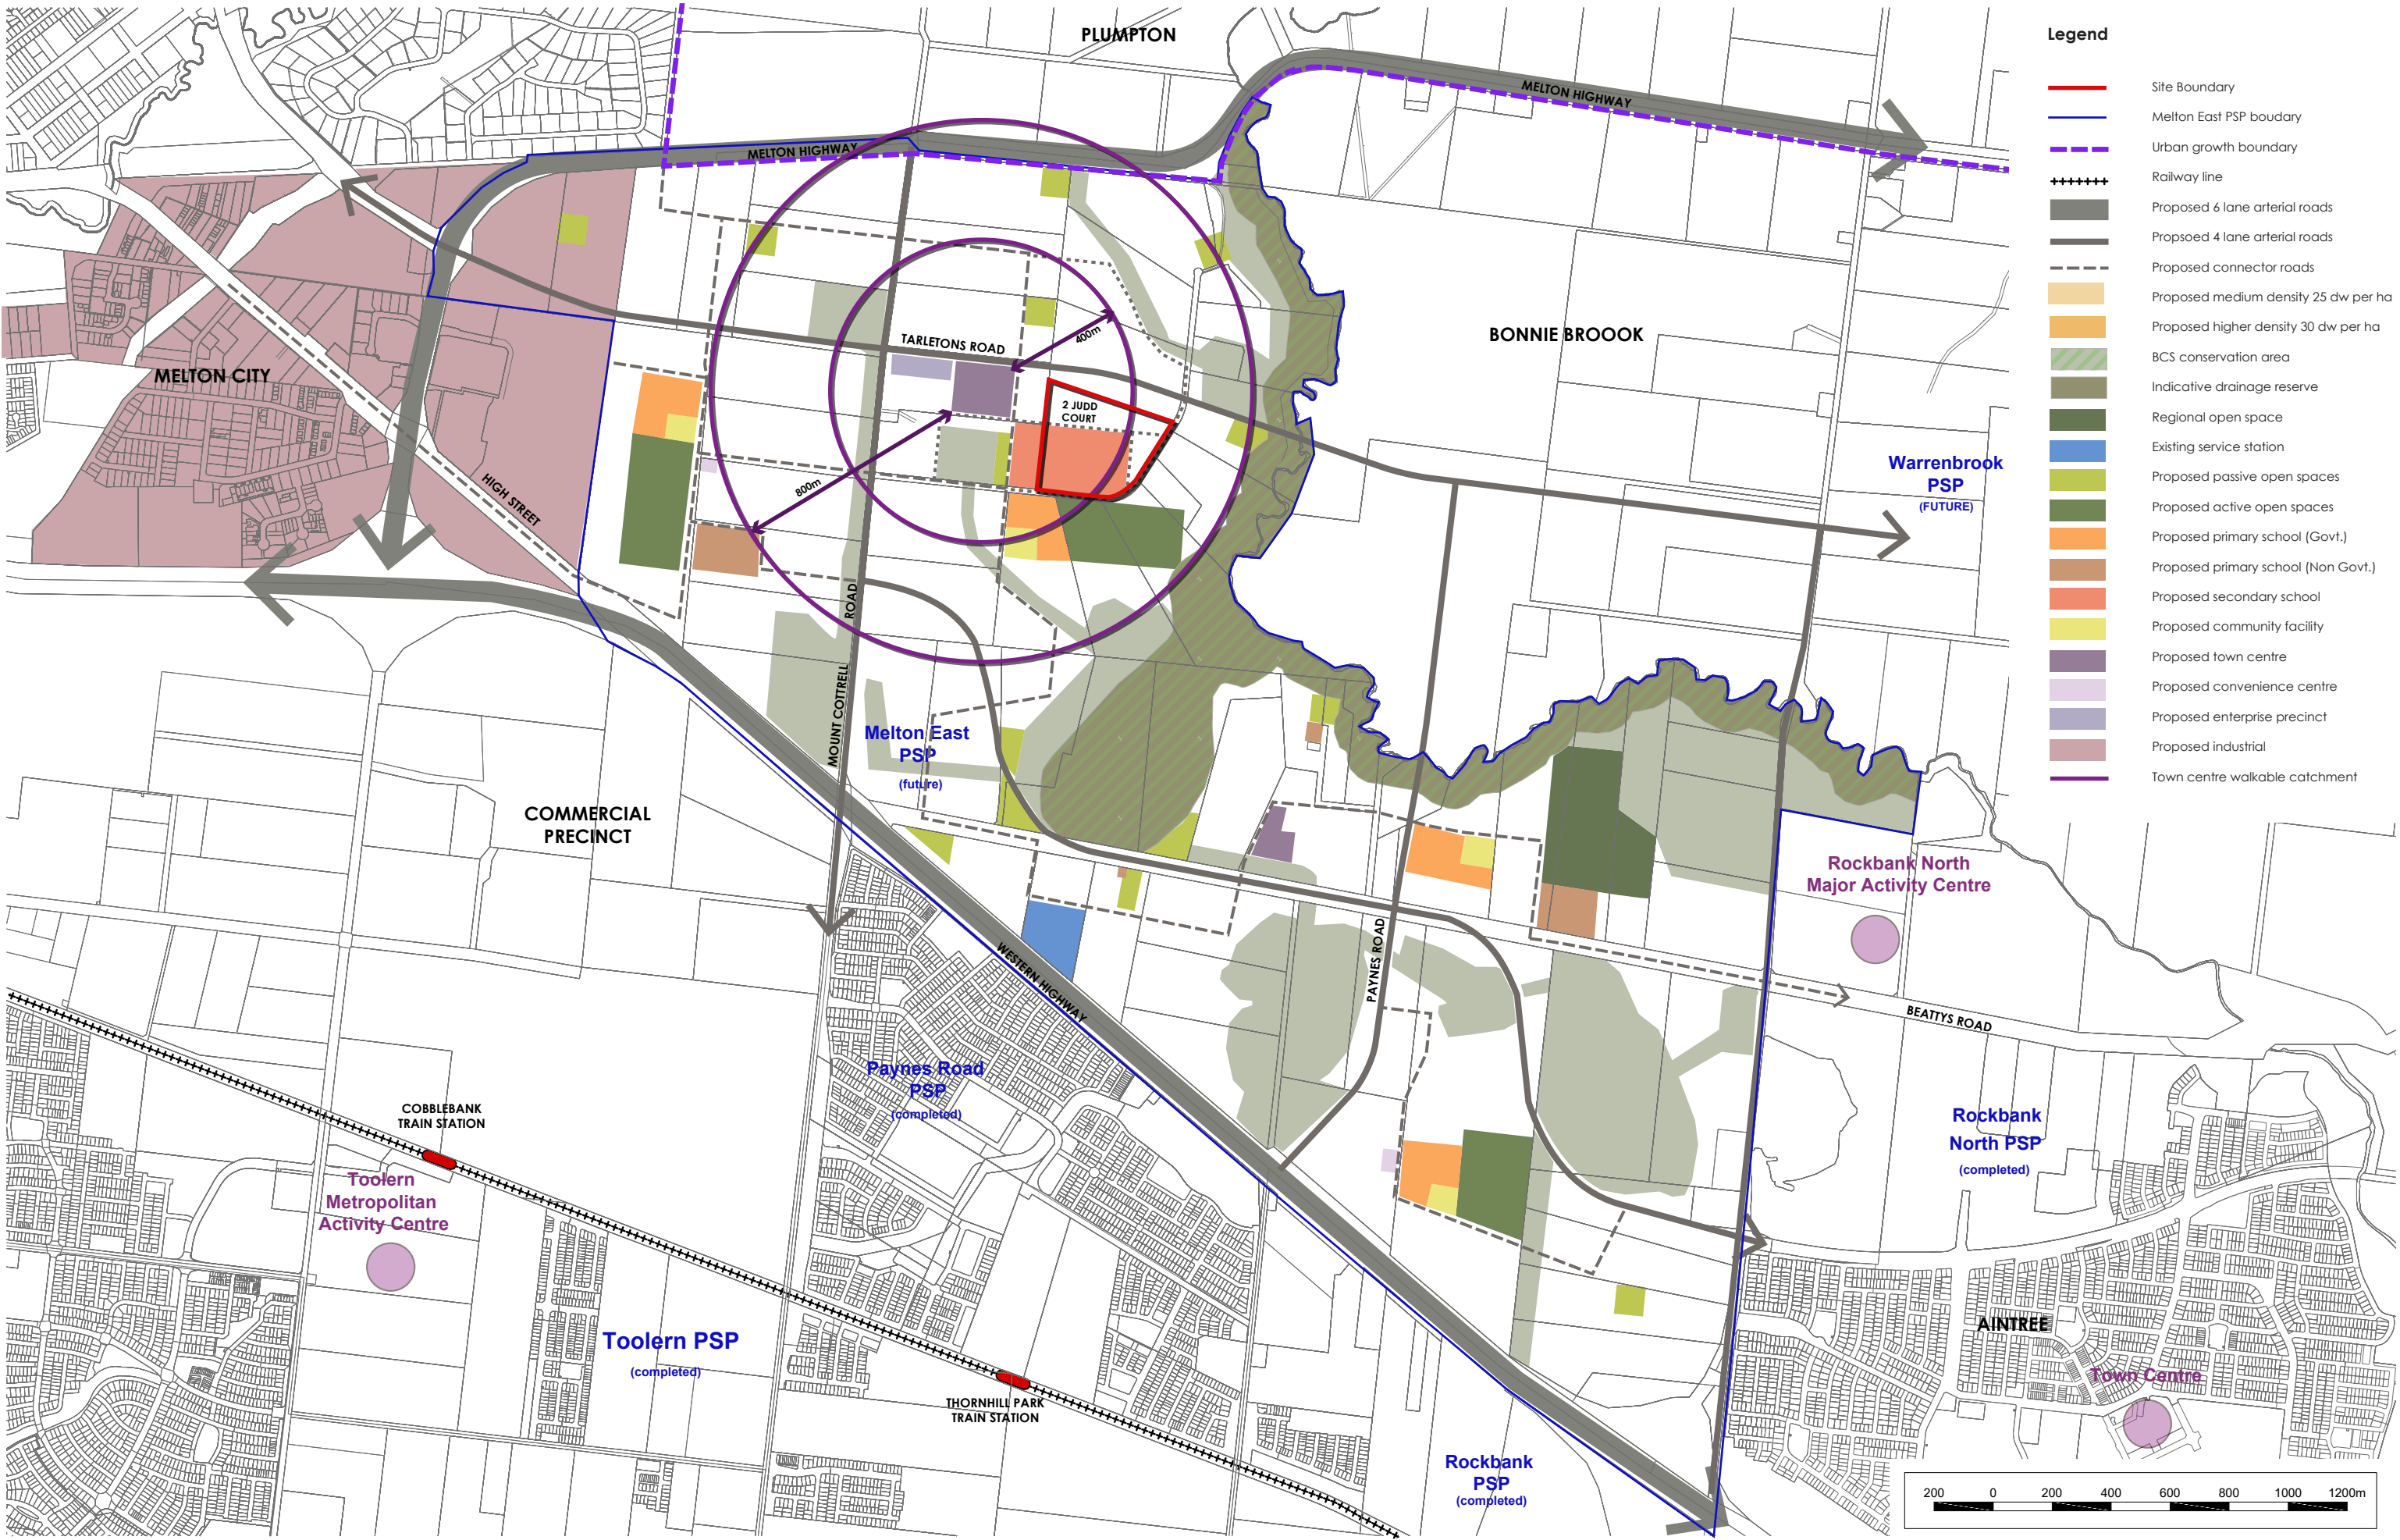 PLUMPTON
MELTON HIGHWAY
MELTON HIGHWAY
TARLETONS ROAD
400m
2 JUDD
COURT
800m
BONNIE BROOOK
MELTON CITY
HIGH STREET
Warrenbrook
PSP
(FUTURE)
MOUNT COTTRELL
ROAD
Melton East
PSP
(future)
COMMERCIAL
PRECINCT
Rockbank North
Major Activity Centre
PAYNES ROAD
WESTERN HIGHWAY
BEATTYS ROAD
Paynes Road
PSP
(completed)
COBBLEBANK
TRAIN STATION
Toolern
Metropolitan
Activity Centre
Rockbank
North PSP
(completed)
Toolern PSP
(completed)
AINTREE
Town Centre
THORNHILL PARK
TRAIN STATION
Rockbank
PSP
(completed)
Legend
Site Boundary
Melton East PSP boudary
Urban growth boundary
Railway line
Proposed 6 lane arterial roads
Propsoed 4 lane arterial roads
Proposed connector roads
Proposed medium density 25 dw per ha
Proposed higher density 30 dw per ha
BCS conservation area
Indicative drainage reserve
Regional open space
Existing service station
Proposed passive open spaces
Proposed active open spaces
Proposed primary school (Govt.)
Proposed primary school (Non Govt.)
Proposed secondary school
Proposed community facility
Proposed town centre
Proposed convenience centre
Proposed enterprise precinct
Proposed industrial
Town centre walkable catchment
200 0 200 400 600 800 1000 1200m